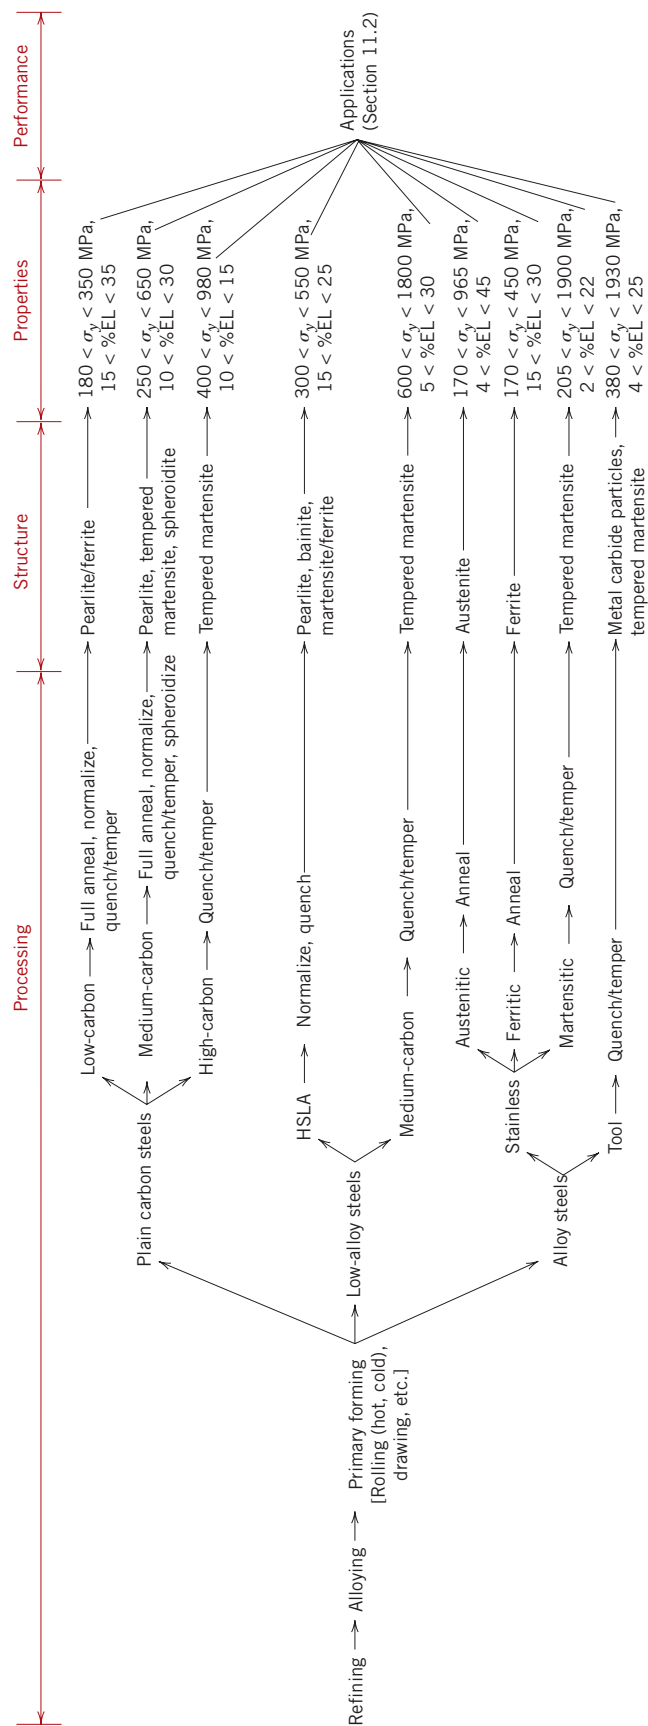 Processing
Structure
Properties
Performance
Refining
Alloying
Primary forming
[Rolling (hot, cold),
drawing, etc.]
Plain carbon steels
Low-carbon
Full anneal, normalize,
quench/temper
Pearlite/ferrite
180 < σy < 350 MPa,
15 < %EL < 35
Medium-carbon
Full anneal, normalize,
quench/temper, spheroidize
Pearlite, tempered
martensite, spheroidite
250 < σy < 650 MPa,
10 < %EL < 30
High-carbon
Quench/temper
Tempered martensite
400 < σy < 980 MPa,
10 < %EL < 15
Low-alloy steels
HSLA
Normalize, quench
Pearlite, bainite,
martensite/ferrite
300 < σy < 550 MPa,
15 < %EL < 25
Medium-carbon
Quench/temper
Tempered martensite
600 < σy < 1800 MPa,
5 < %EL < 30
Alloy steels
Stainless
Austenitic
Anneal
Austenite
170 < σy < 965 MPa,
4 < %EL < 45
Ferritic
Anneal
Ferrite
170 < σy < 450 MPa,
15 < %EL < 30
Martensitic
Quench/temper
Tempered martensite
205 < σy < 1900 MPa,
2 < %EL < 22
Tool
Quench/temper
Metal carbide particles,
tempered martensite
380 < σy < 1930 MPa,
4 < %EL < 25
Applications
(Section 11.2)